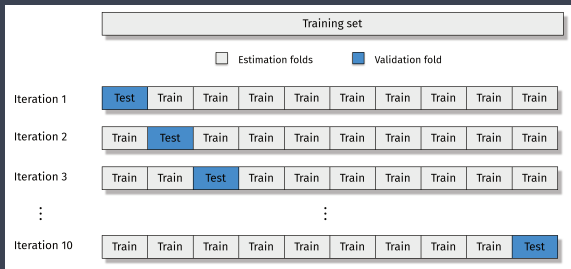 Training set
Estimation folds Validation fold
Iteration 1 Test Train Train Train Train Train Train Train Train Train
Iteration 2 Train Test Train Train Train Train Train Train Train Train
Iteration 3 Train Train Test Train Train Train Train Train Train Train
⋮ ⋮
Iteration 10 Train Train Train Train Train Train Train Train Train Test